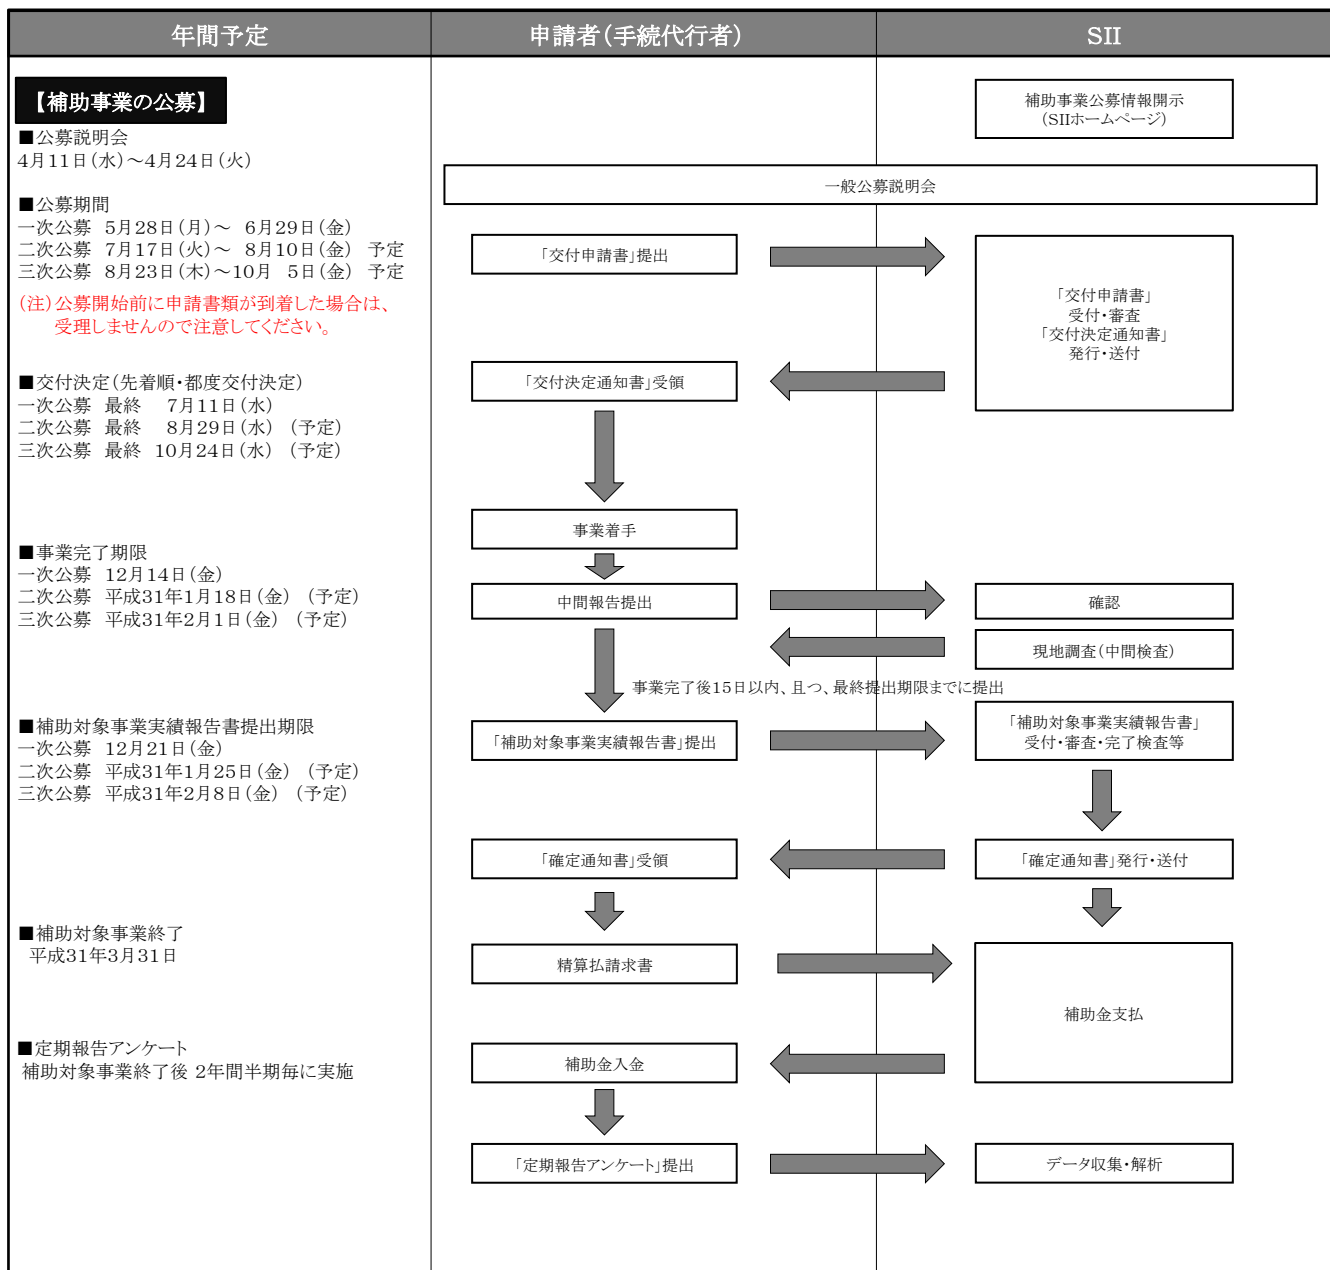 年間予定
申請者(手続代行者)
SII
【補助事業の公募】
■公募説明会
4月11日(水)～4月24日(火)
■公募期間
一次公募 5月28日(月)～ 6月29日(金)
二次公募 7月17日(火)～ 8月10日(金) 予定
三次公募 8月23日(木)～10月 5日(金) 予定
(注)公募開始前に申請書類が到着した場合は、
受理しませんので注意してください。
■交付決定(先着順・都度交付決定)
一次公募 最終 7月11日(水)
二次公募 最終 8月29日(水) (予定)
三次公募 最終 10月24日(水) (予定)
■事業完了期限
一次公募 12月14日(金)
二次公募 平成31年1月18日(金) (予定)
三次公募 平成31年2月1日(金) (予定)
■補助対象事業実績報告書提出期限
一次公募 12月21日(金)
二次公募 平成31年1月25日(金) (予定)
三次公募 平成31年2月8日(金) (予定)
■補助対象事業終了
平成31年3月31日
■定期報告アンケート
補助対象事業終了後 2年間半期毎に実施
補助事業公募情報開示
(SIIホームページ)
一般公募説明会
「交付申請書」提出
「交付申請書」
受付・審査
「交付決定通知書」
発行・送付
「交付決定通知書」受領
事業着手
中間報告提出
確認
現地調査(中間検査)
事業完了後15日以内、且つ、最終提出期限までに提出
「補助対象事業実績報告書」提出
「補助対象事業実績報告書」
受付・審査・完了検査等
「確定通知書」受領
「確定通知書」発行・送付
精算払請求書
補助金支払
補助金入金
「定期報告アンケート」提出
データ収集・解析